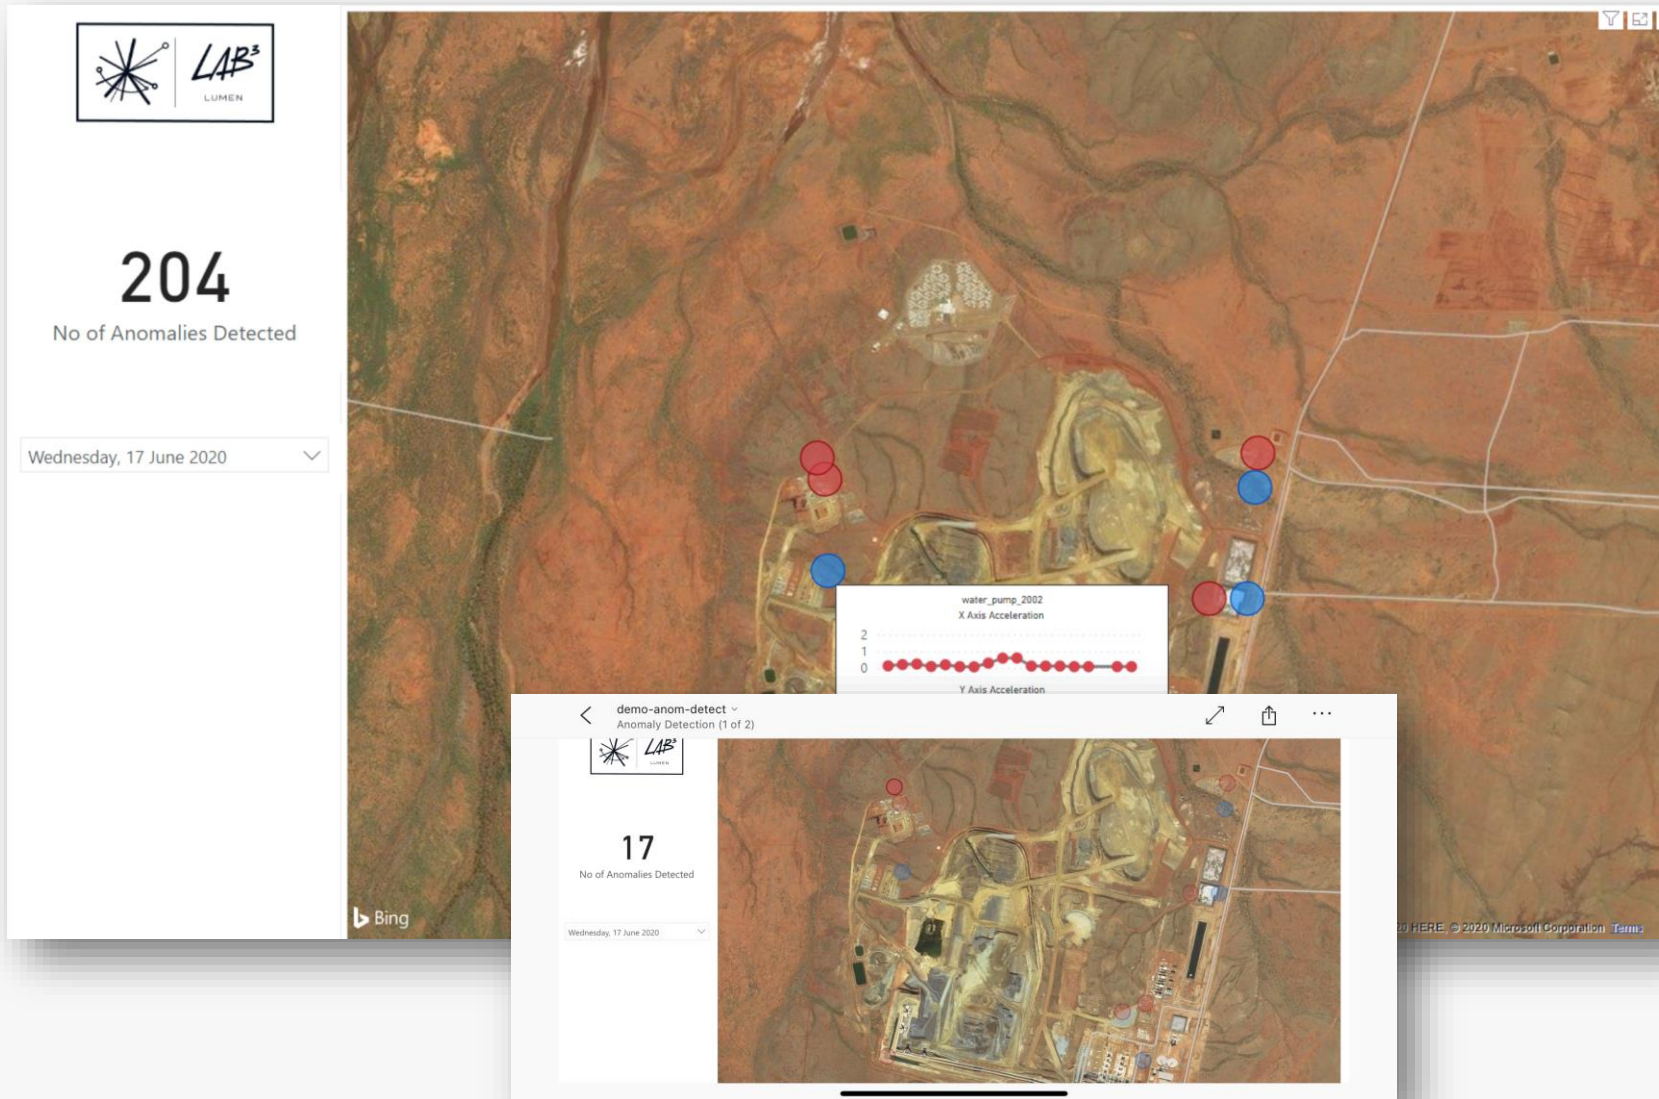 LAB³
LUMEN
204
No of Anomalies Detected
Wednesday, 17 June 2020
water_pump_2002
X Axis Acceleration
2
1
0
Y Axis Acceleration
Bing
HERE, © 2020 Microsoft Corporation Terms
demo-anom-detect
Anomaly Detection (1 of 2)
LAB³
LUMEN
17
No of Anomalies Detected
Wednesday, 17 June 2020